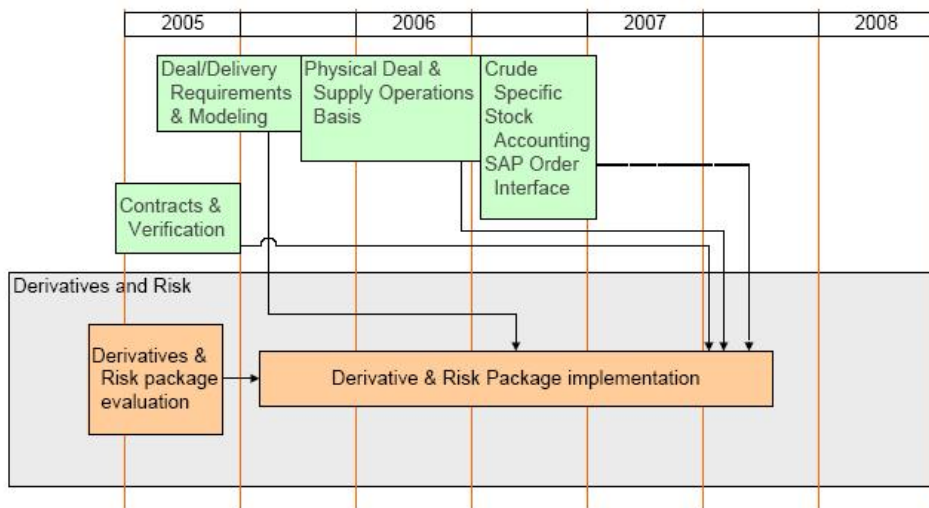 2005 2006 2007 2008
Deal/Delivery
Requirements
& Modeling
Physical Deal &
Supply Operations
Basis
Crude
Specific
Stock
Accounting
SAP Order
Interface
Contracts &
Verification
Derivatives and Risk
Derivatives &
Risk package
evaluation
Derivative & Risk Package implementation